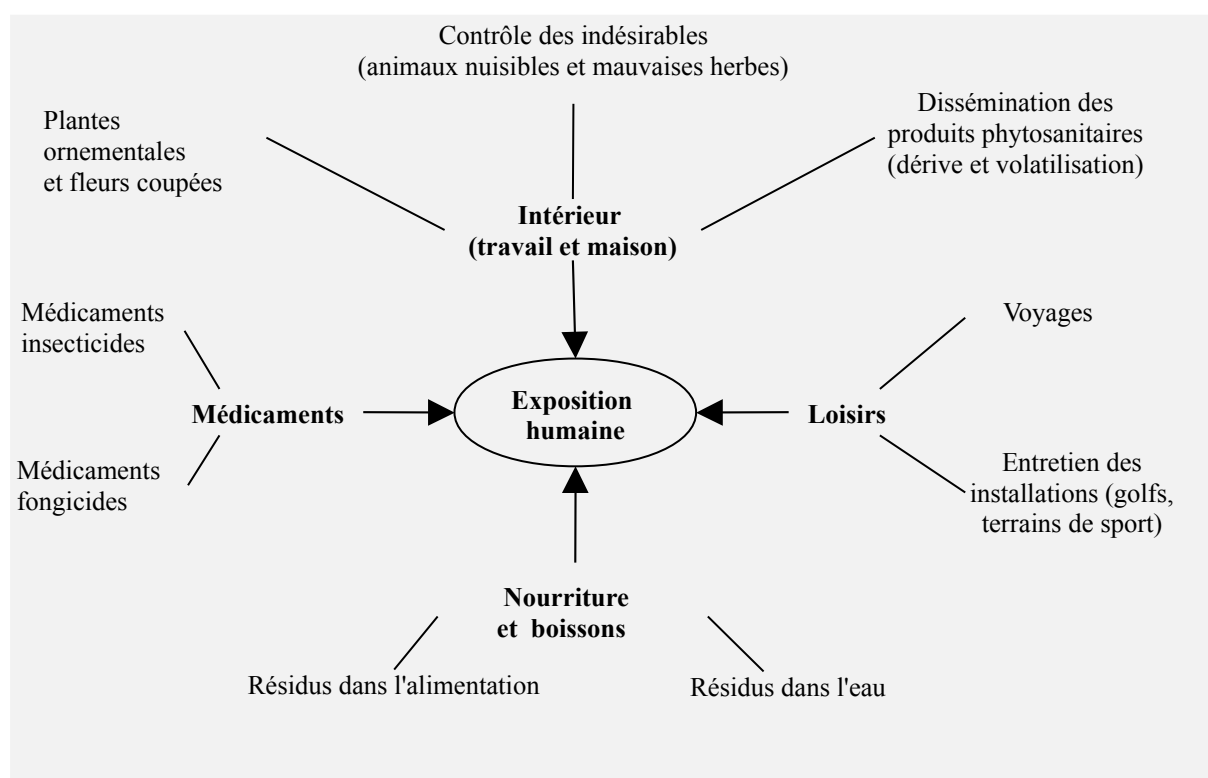 Contrôle des indésirables
(animaux nuisibles et mauvaises herbes)
Plantes
ornementales
et fleurs coupées
Dissémination des
produits phytosanitaires
(dérive et volatilisation)
Intérieur
(travail et maison)
Médicaments
insecticides
Voyages
Médicaments
Exposition
humaine
Loisirs
Médicaments
fongicides
Entretien des
installations (golfs,
terrains de sport)
Nourriture
et boissons
Résidus dans l'alimentation
Résidus dans l'eau